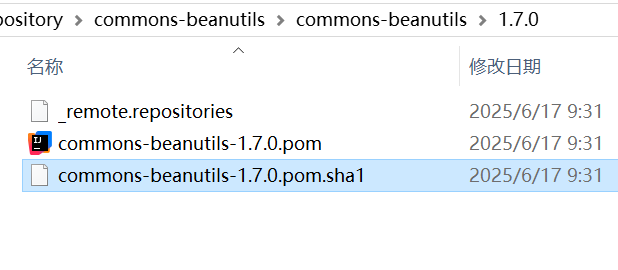 pository > commons-beanutils > commons-beanutils > 1.7.0
名称 修改日期
_remote.repositories 2025/6/17 9:31
commons-beanutils-1.7.0.pom 2025/6/17 9:31
commons-beanutils-1.7.0.pom.sha1 2025/6/17 9:31